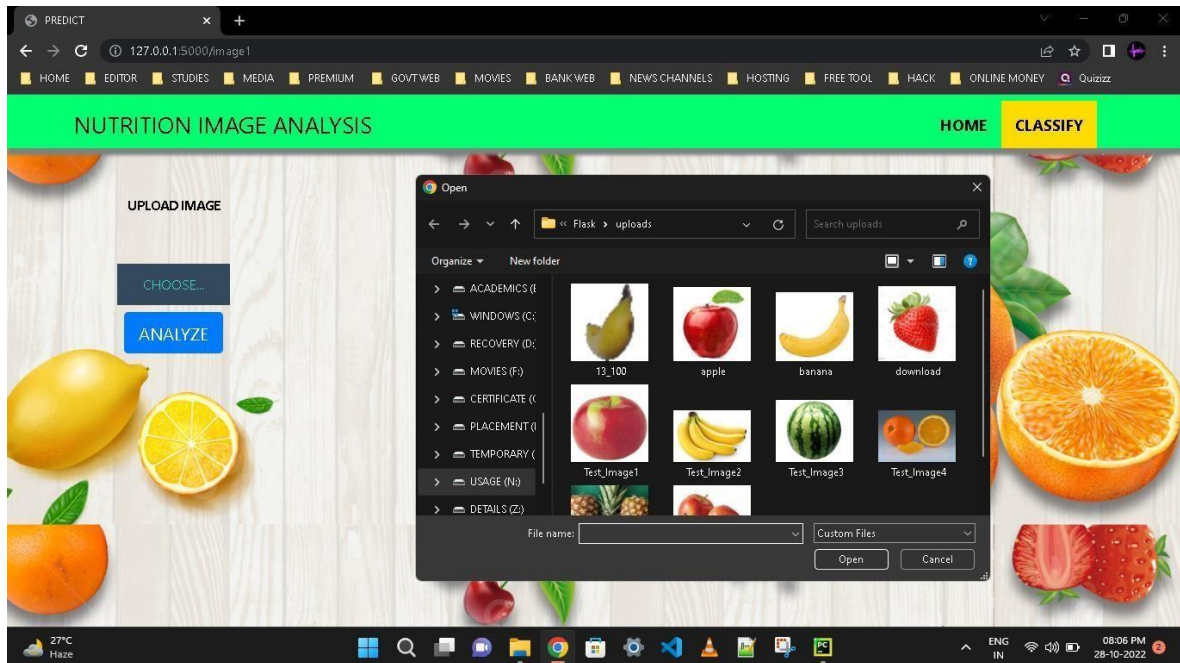 PREDICT
127.0.0.1:5000/image1
HOME EDITOR STUDIES MEDIA PREMIUM GOVT WEB MOVIES BANK WEB NEWS CHANNELS HOSTING FREE TOOL HACK ONLINE MONEY Quizizz
NUTRITION IMAGE ANALYSIS HOME CLASSIFY
UPLOAD IMAGE
CHOOSE...
ANALYZE
Open
« Flask › uploads Search uploads
Organize New folder
ACADEMICS (E
WINDOWS (C:
RECOVERY (D:
MOVIES (F:)
CERTIFICATE ((
PLACEMENT (I
TEMPORARY (
USAGE (N:)
DETAILS (Z:)
13_100 apple banana download
Test_Image1 Test_Image2 Test_Image3 Test_Image4
File name: Custom Files
Open Cancel
27°C
Haze
ENG
IN
08:06 PM
28-10-2022
2